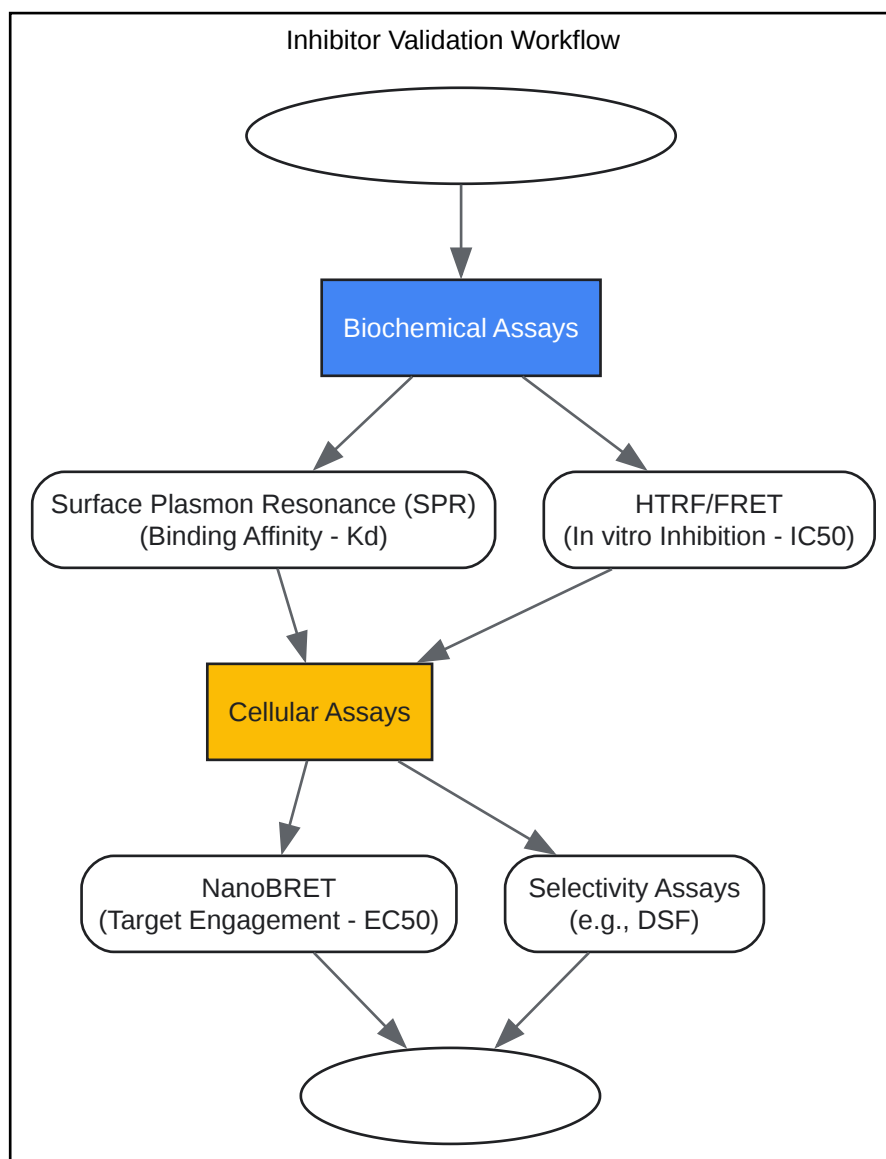 Inhibitor Validation Workflow
Biochemical Assays
Surface Plasmon Resonance (SPR)
(Binding Affinity - Kd)
HTRF/FRET
(In vitro Inhibition - IC50)
Cellular Assays
NanoBRET
(Target Engagement - EC50)
Selectivity Assays
(e.g., DSF)